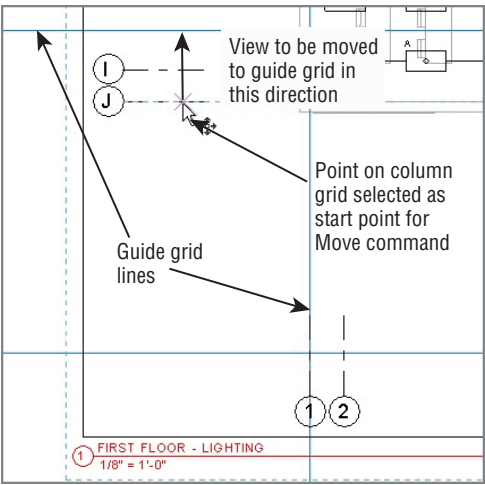 View to be moved
to guide grid in
this direction
A
I
J
Point on column
grid selected as
start point for
Move command
Guide grid
lines
1 2
1 FIRST FLOOR - LIGHTING
1/8" = 1'-0"